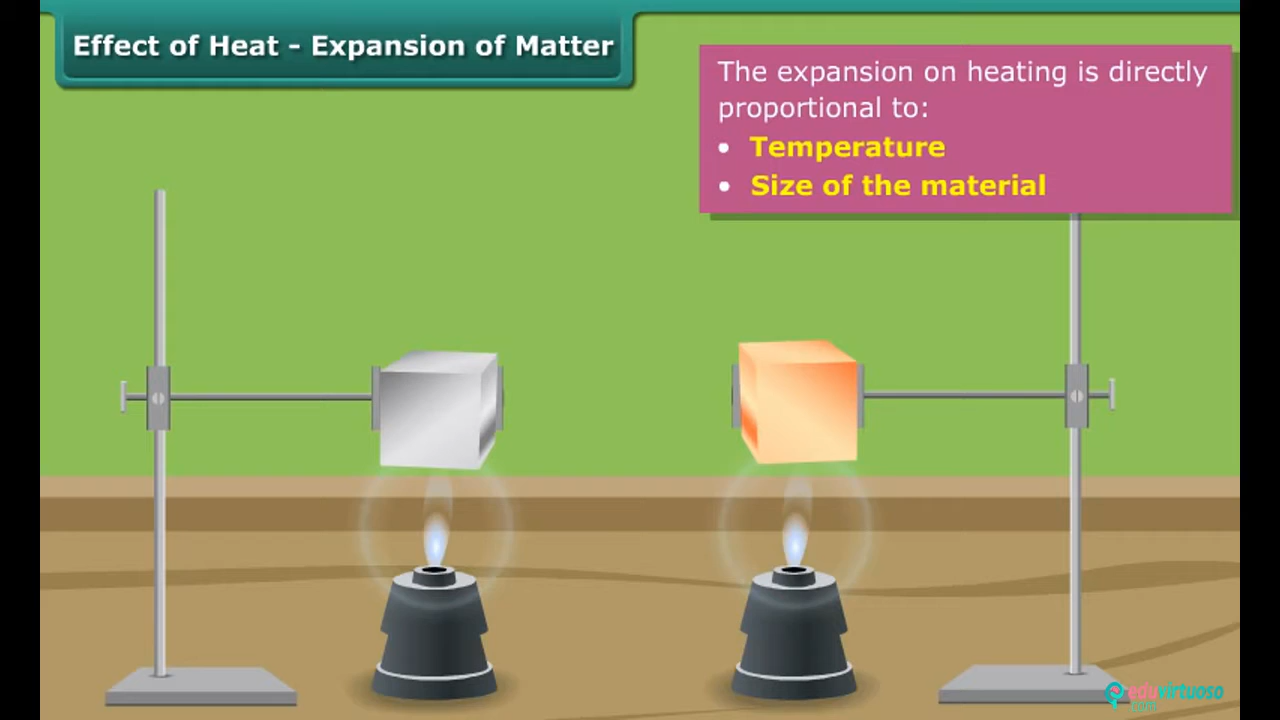 Effect of Heat - Expansion of Matter
The expansion on heating is directly
proportional to:
• Temperature
• Size of the material
eduvirtuoso